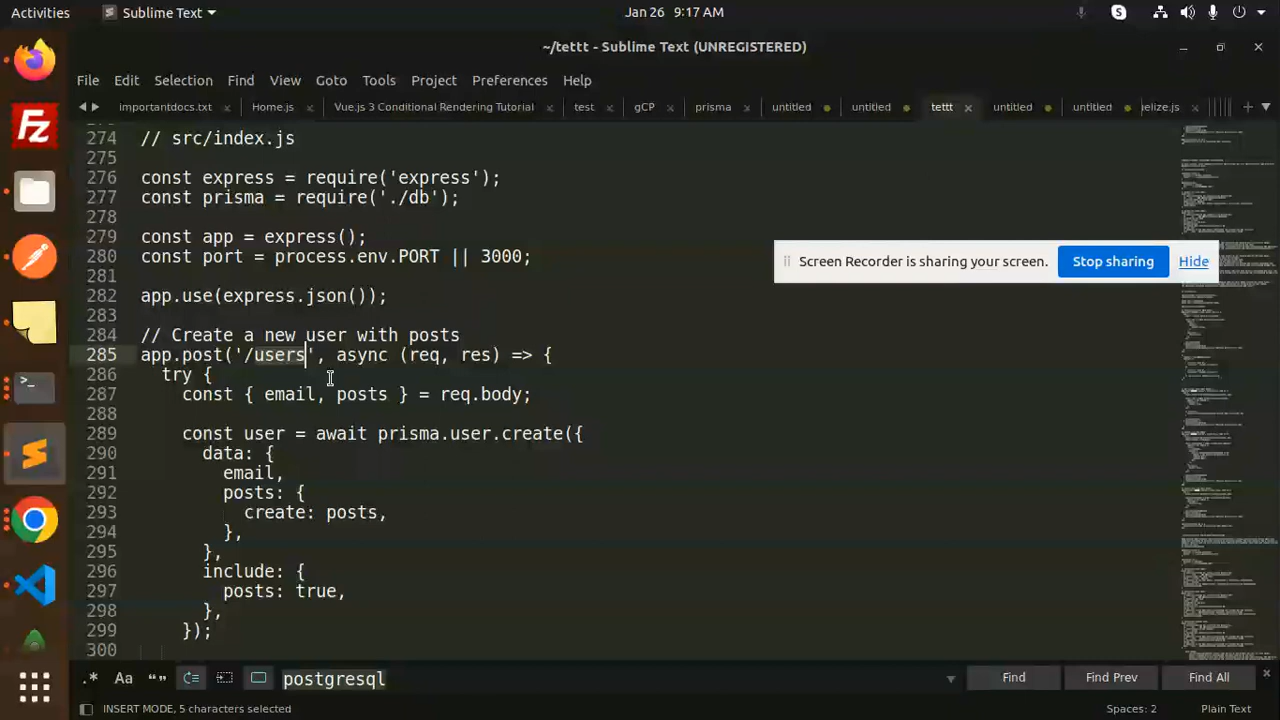 Activities
Sublime Text
Jan 26 9:17 AM
~/tettt - Sublime Text (UNREGISTERED)
File Edit Selection Find View Goto Tools Project Preferences Help
importantdocs.txt Home.js Vue.js 3 Conditional Rendering Tutorial test gCP prisma untitled untitled tettt untitled untitled elize.js
274 // src/index.js
275
276 const express = require('express');
277 const prisma = require('./db');
278
279 const app = express();
280 const port = process.env.PORT || 3000;
281
282 app.use(express.json());
283
284 // Create a new user with posts
285 app.post('/users', async (req, res) => {
286 try {
287 const { email, posts } = req.body;
288
289 const user = await prisma.user.create({
290 data: {
291 email,
292 posts: {
293 create: posts,
294 },
295 },
296 include: {
297 posts: true,
298 },
299 });
300
Screen Recorder is sharing your screen. Stop sharing Hide
.* Aa “” postgresql Find Find Prev Find All
INSERT MODE, 5 characters selected
Spaces: 2 Plain Text